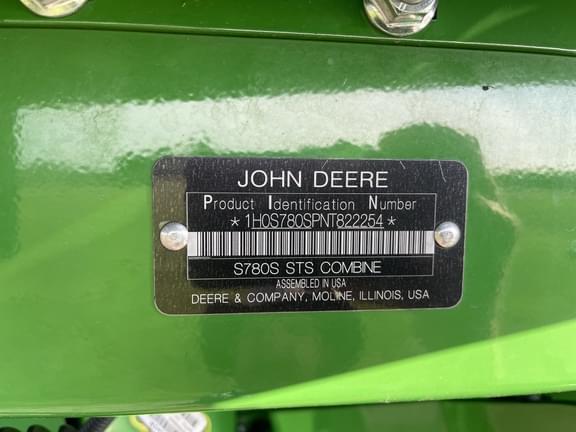 JOHN DEERE
Product Identification Number
*1H0S780SPNT822254*
S780S STS COMBINE
ASSEMBLED IN USA
DEERE & COMPANY, MOLINE, ILLINOIS, USA